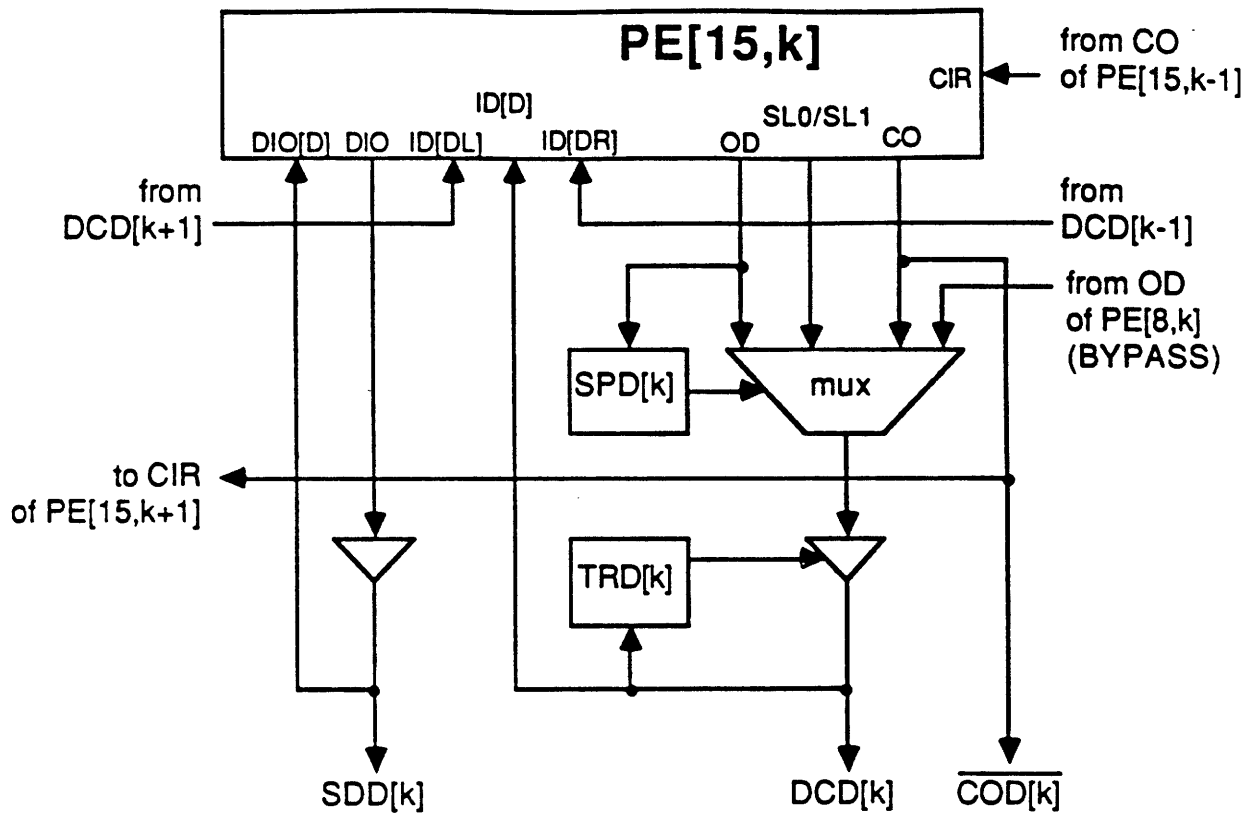 PE[15,k]
from CO
of PE[15,k-1]
CIR
ID[D]
SL0/SL1
DIO[D] DIO ID[DL] ID[DR] OD CO
from
DCD[k+1]
from
DCD[k-1]
from OD
of PE[8,k]
(BYPASS)
SPD[k]
mux
to CIR
of PE[15,k+1]
TRD[k]
SDD[k]
DCD[k]
COD[k]